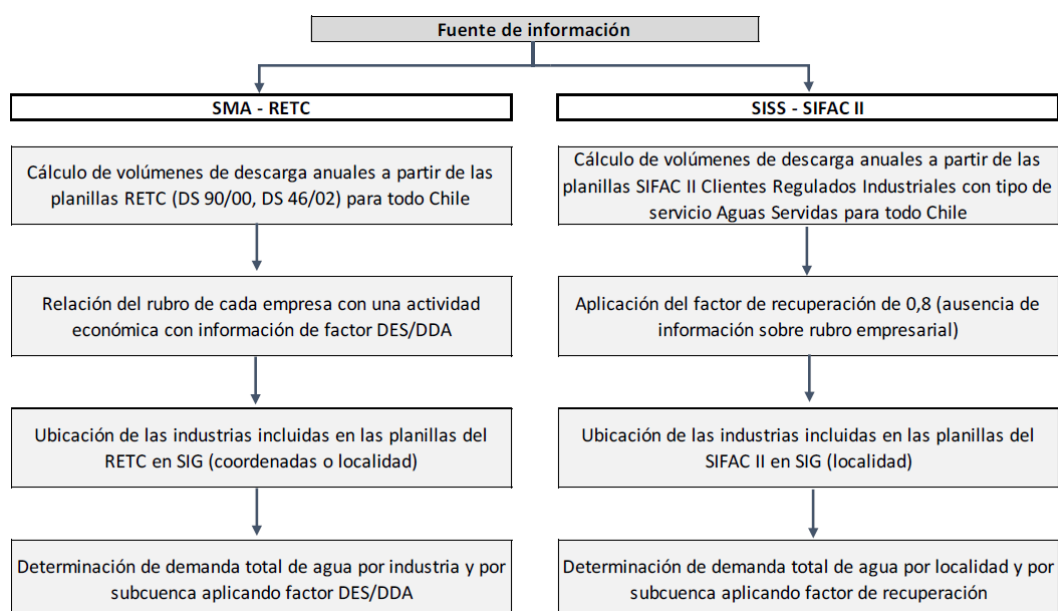 Fuente de información
SMA - RETC
Cálculo de volúmenes de descarga anuales a partir de las
planillas RETC (DS 90/00, DS 46/02) para todo Chile
Relación del rubro de cada empresa con una actividad
económica con información de factor DES/DDA
Ubicación de las industrias incluidas en las planillas del
RETC en SIG (coordenadas o localidad)
Determinación de demanda total de agua por industria y por
subcuenca aplicando factor DES/DDA
SISS - SIFAC II
Cálculo de volúmenes de descarga anuales a partir de las
planillas SIFAC II Clientes Regulados Industriales con tipo de
servicio Aguas Servidas para todo Chile
Aplicación del factor de recuperación de 0,8 (ausencia de
información sobre rubro empresarial)
Ubicación de las industrias incluidas en las planillas del
SIFAC II en SIG (localidad)
Determinación de demanda total de agua por localidad y por
subcuenca aplicando factor de recuperación